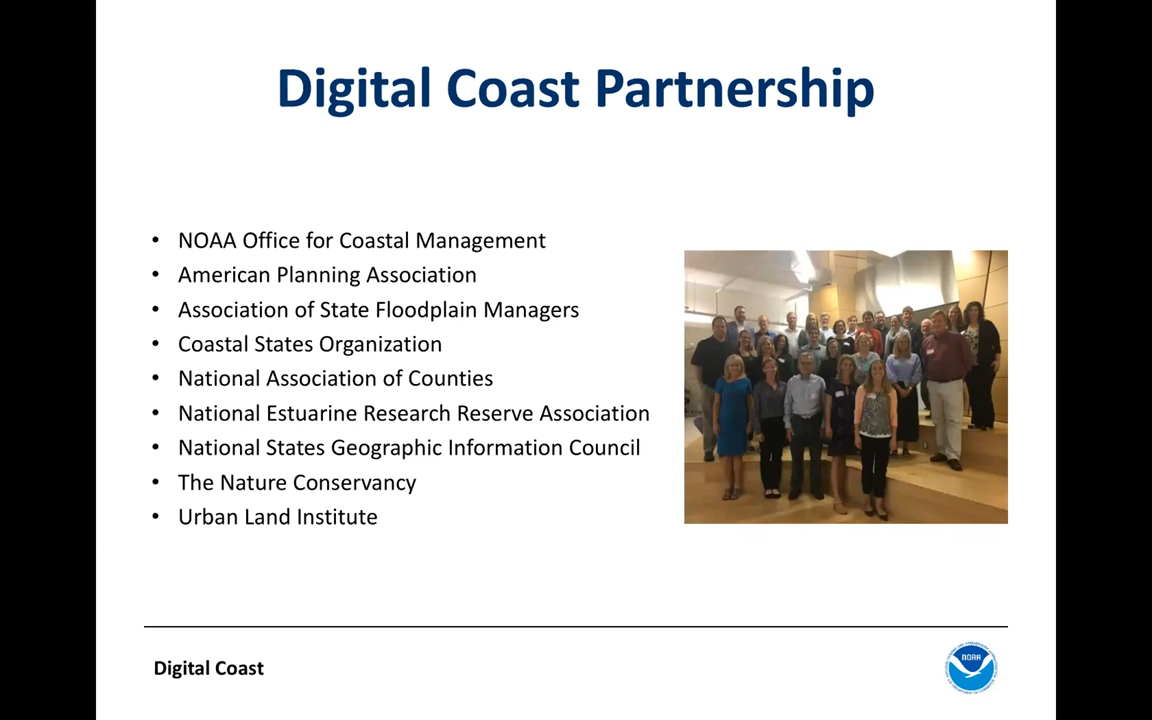 Digital Coast Partnership
• NOAA Office for Coastal Management
• American Planning Association
• Association of State Floodplain Managers
• Coastal States Organization
• National Association of Counties
• National Estuarine Research Reserve Association
• National States Geographic Information Council
• The Nature Conservancy
• Urban Land Institute
Digital Coast
NOAA